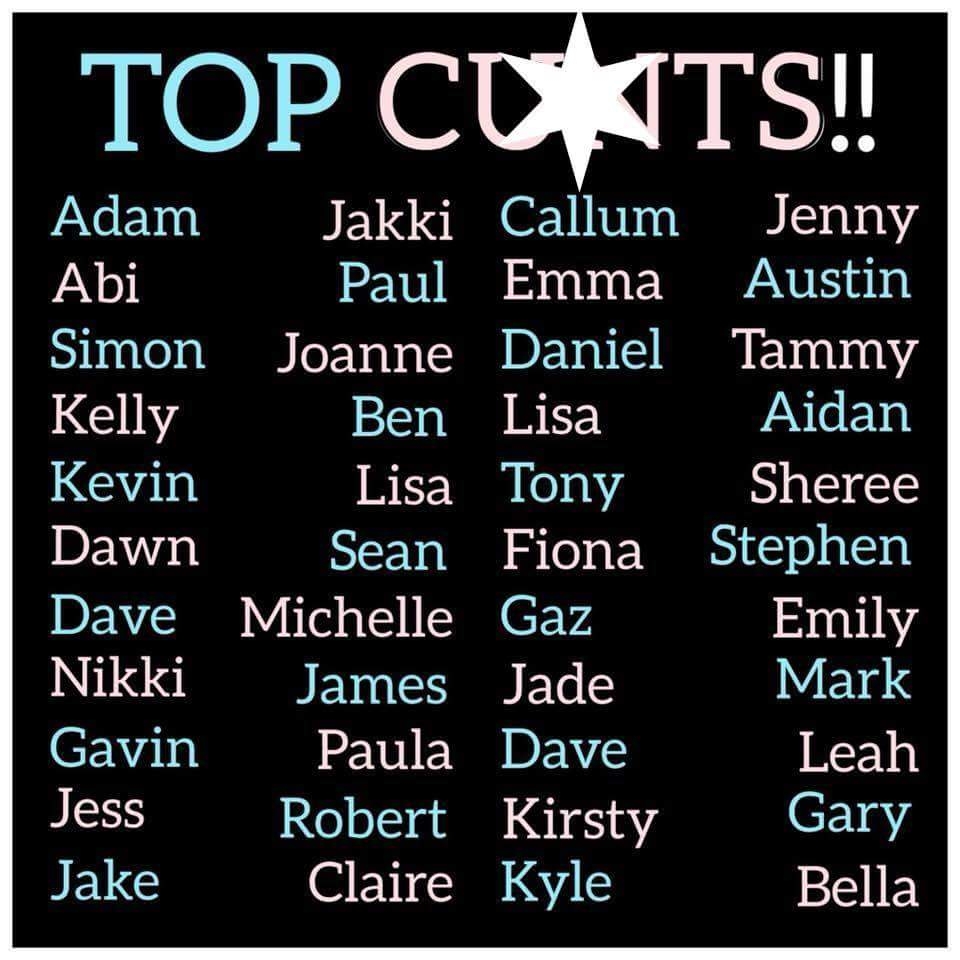 TOP CUNTS!!
Adam Jakki Callum Jenny
Abi Paul Emma Austin
Simon Joanne Daniel Tammy
Kelly Ben Lisa Aidan
Kevin Lisa Tony Sheree
Dawn Sean Fiona Stephen
Dave Michelle Gaz Emily
Nikki James Jade Mark
Gavin Paula Dave Leah
Jess Robert Kirsty Gary
Jake Claire Kyle Bella